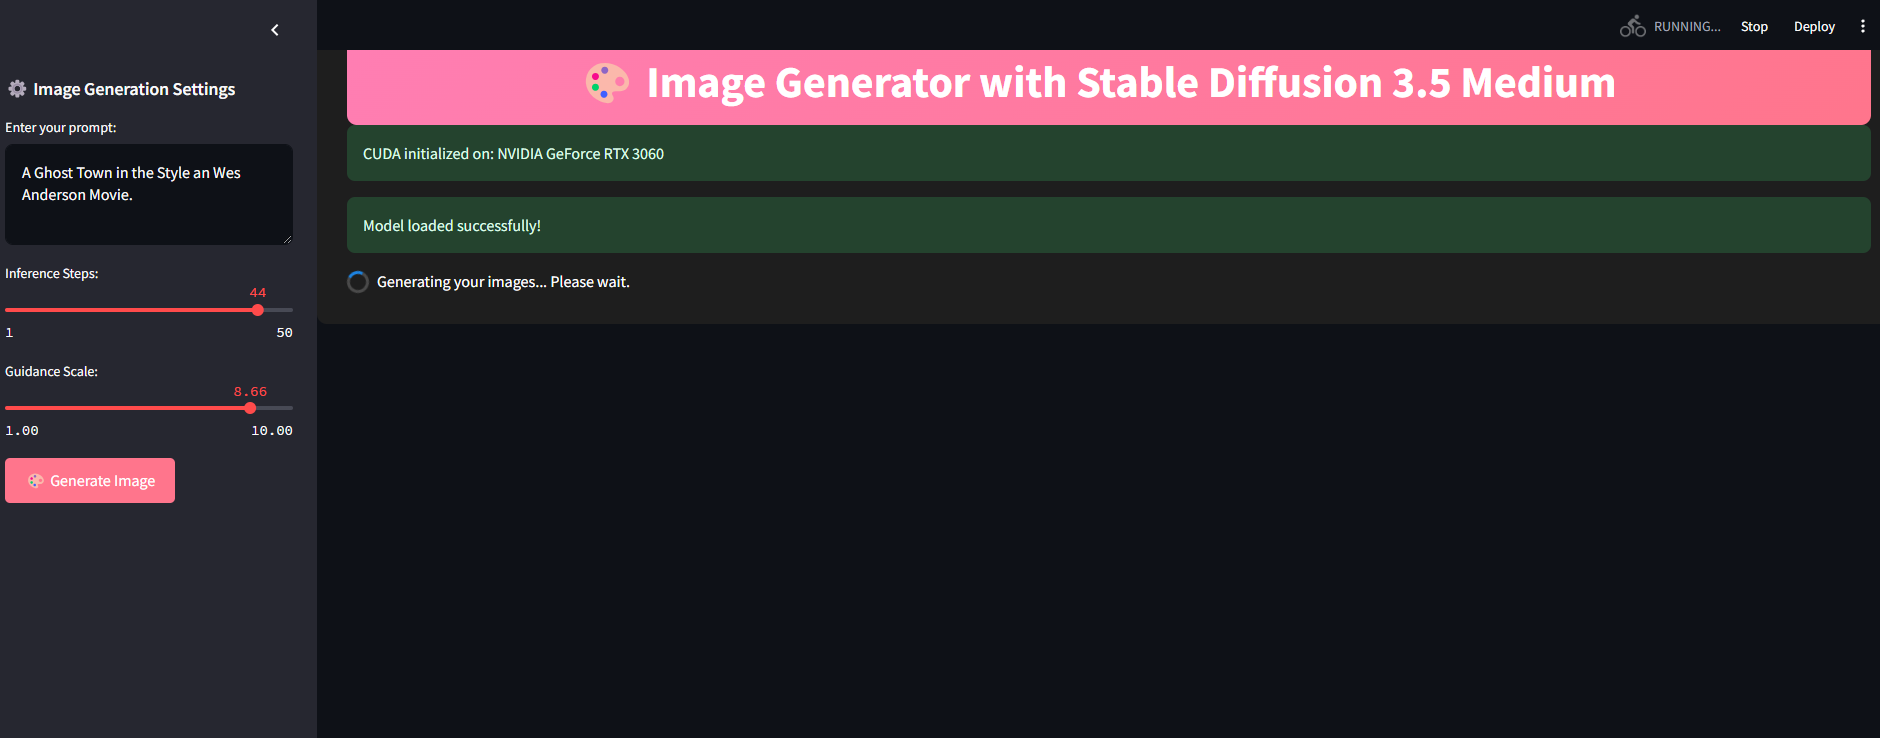 RUNNING...
Stop
Deploy
Image Generation Settings
Enter your prompt:
A Ghost Town in the Style an Wes
Anderson Movie.
Inference Steps:
44
1
50
Guidance Scale:
8.66
1.00
10.00
Generate Image
Image Generator with Stable Diffusion 3.5 Medium
CUDA initialized on: NVIDIA GeForce RTX 3060
Model loaded successfully!
Generating your images... Please wait.